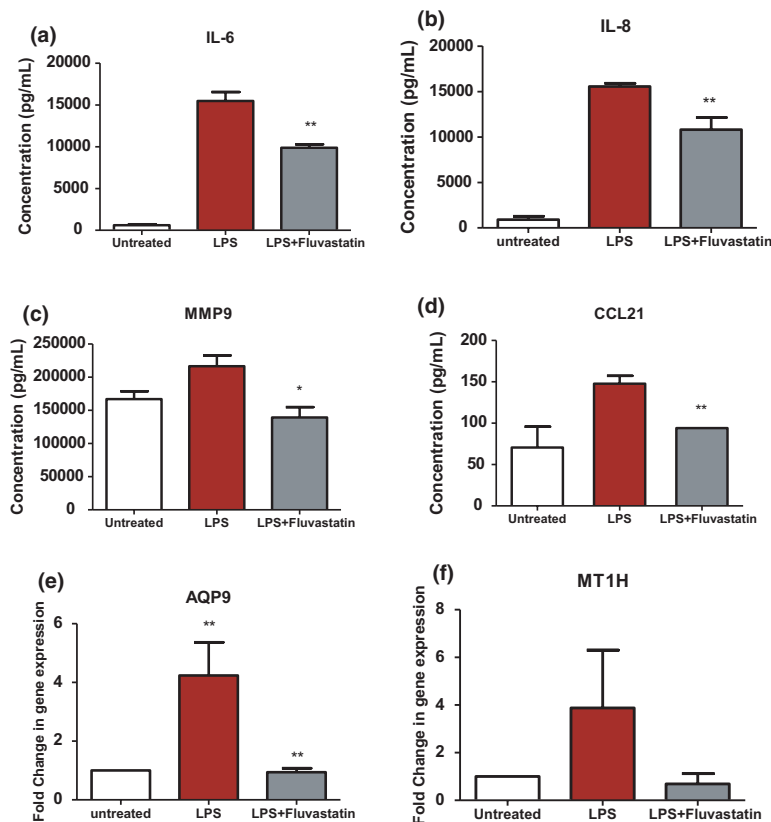 (a) IL-6
Concentration (pg/mL)
20000
15000
10000
5000
0
**
Untreated LPS LPS+Fluvastatin
(b) IL-8
Concentration (pg/mL)
20000
15000
10000
5000
0
**
untreated LPS LPS+Fluvastatin
(c) MMP9
Concentration (pg/mL)
250000
200000
150000
100000
50000
0
*
Untreated LPS LPS+Fluvastatin
(d) CCL21
Concentration (pg/mL)
200
150
100
50
0
**
Untreated LPS LPS+Fluvastatin
(e) AQP9
Fold Change in gene expression
6
4
2
0
**
**
untreated LPS LPS+Fluvastatin
(f) MT1H
Fold Change in gene expression
8
6
4
2
0
Untreated LPS LPS+Fluvastatin